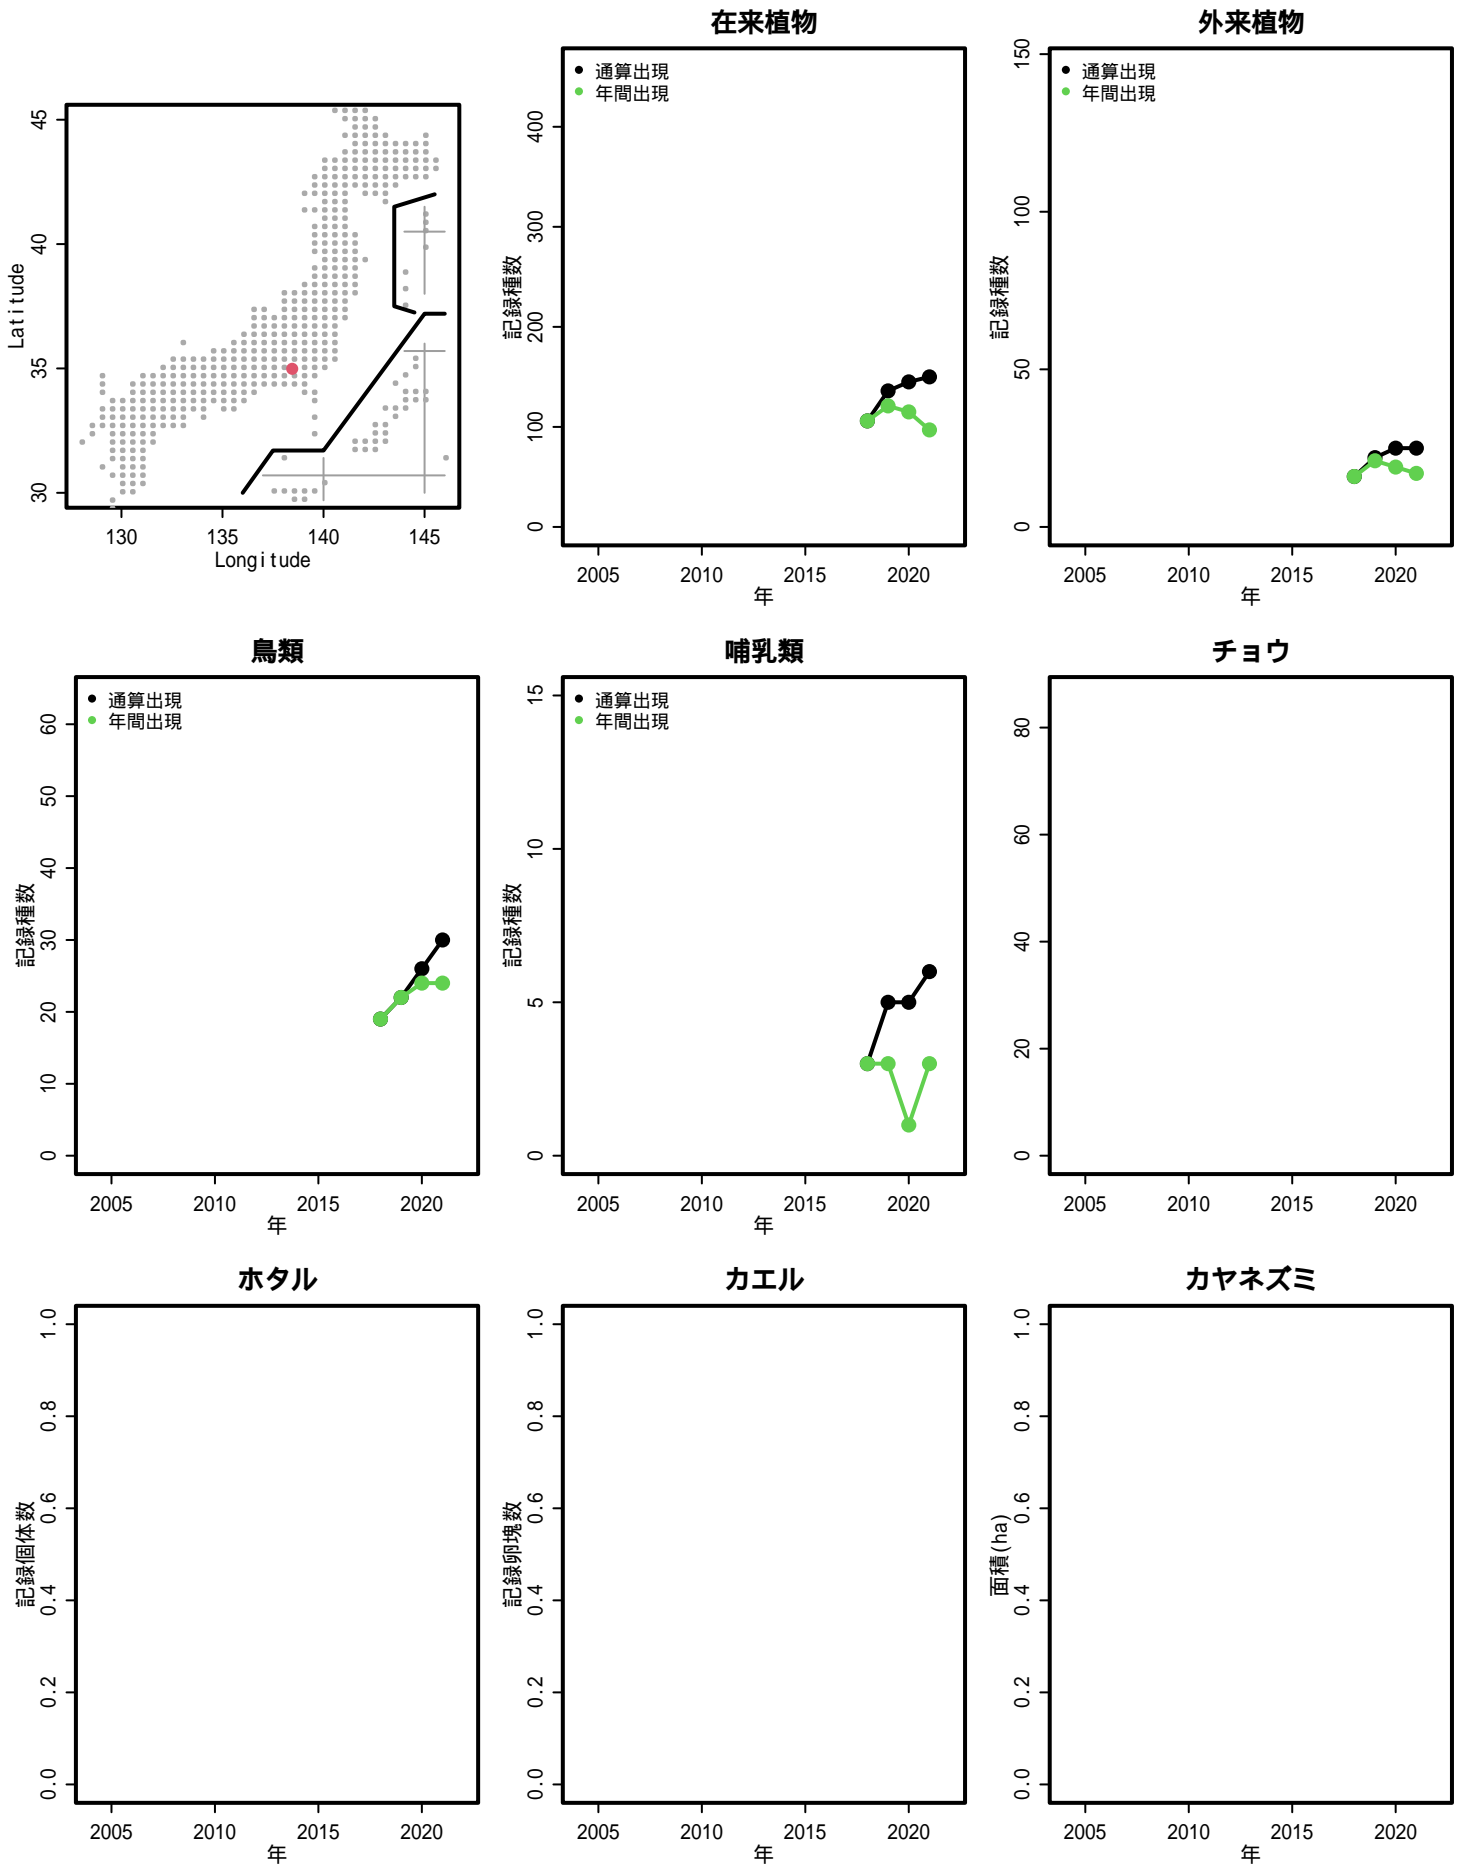 45
40
35
30
Latitude
130
135
140
145
Longitude
在来植物
通算出現
年間出現
400
300
200
100
0
記録種数
2005
2010
2015
2020
年
外来植物
通算出現
年間出現
150
100
50
0
記録種数
2005
2010
2015
2020
年
鳥類
通算出現
年間出現
60
50
40
30
20
10
0
記録種数
2005
2010
2015
2020
年
哺乳類
通算出現
年間出現
15
10
5
0
記録種数
2005
2010
2015
2020
年
チョウ
80
60
40
20
0
2005
2010
2015
2020
年
ホタル
1.0
0.8
0.6
0.4
0.2
0.0
記録個体数
2005
2010
2015
2020
年
カエル
1.0
0.8
0.6
0.4
0.2
0.0
記録卵塊数
2005
2010
2015
2020
年
カヤネズミ
1.0
0.8
0.6
0.4
0.2
0.0
面積(ha)
2005
2010
2015
2020
年